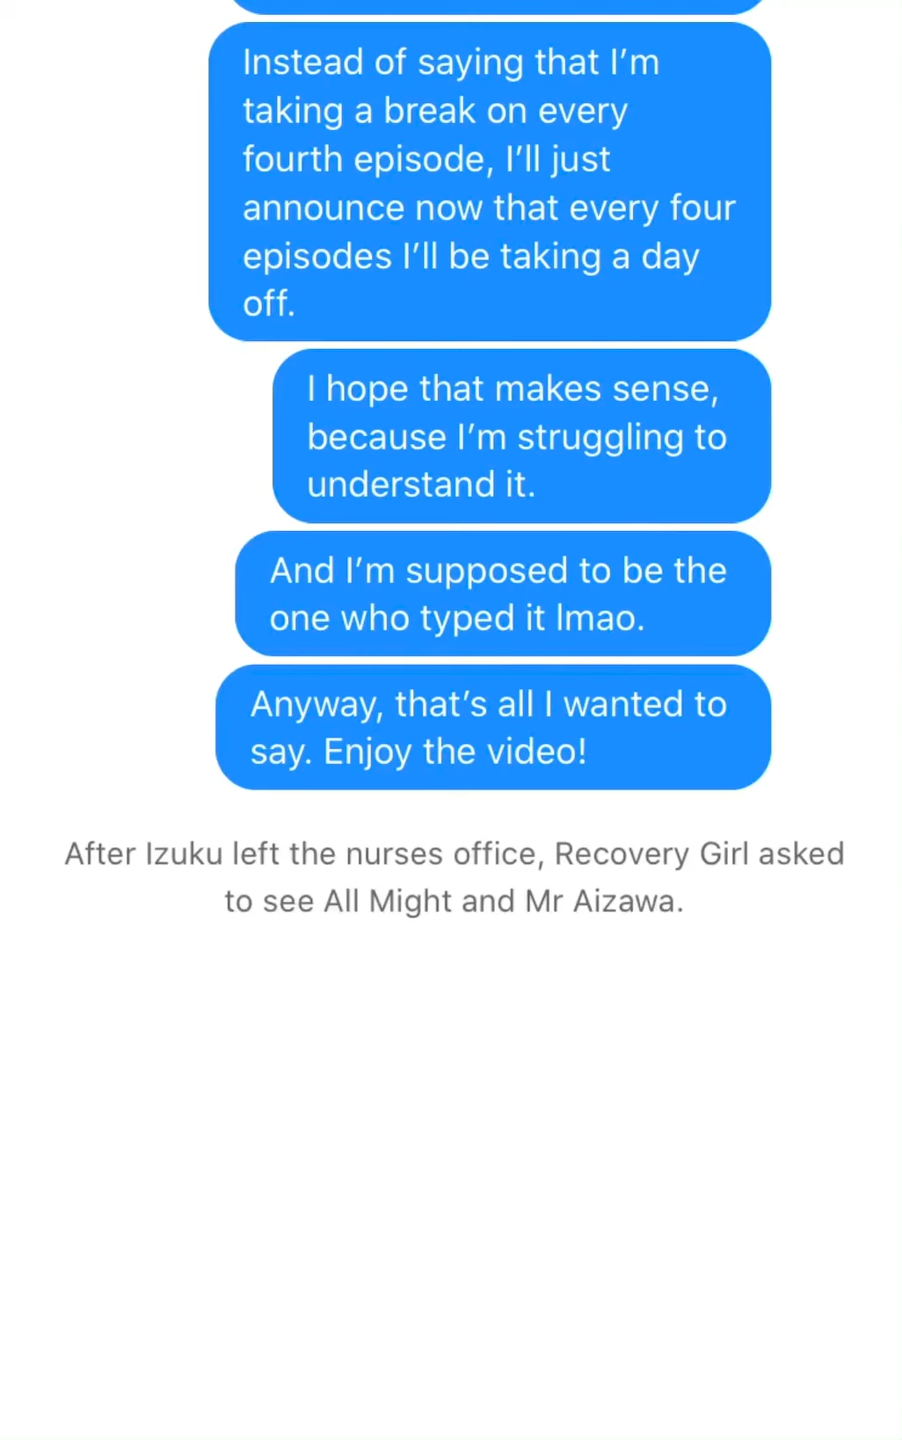 Instead of saying that I’m
taking a break on every
fourth episode, I’ll just
announce now that every four
episodes I’ll be taking a day
off.
I hope that makes sense,
because I’m struggling to
understand it.
And I’m supposed to be the
one who typed it lmao.
Anyway, that’s all I wanted to
say. Enjoy the video!
After Izuku left the nurses office, Recovery Girl asked
to see All Might and Mr Aizawa.